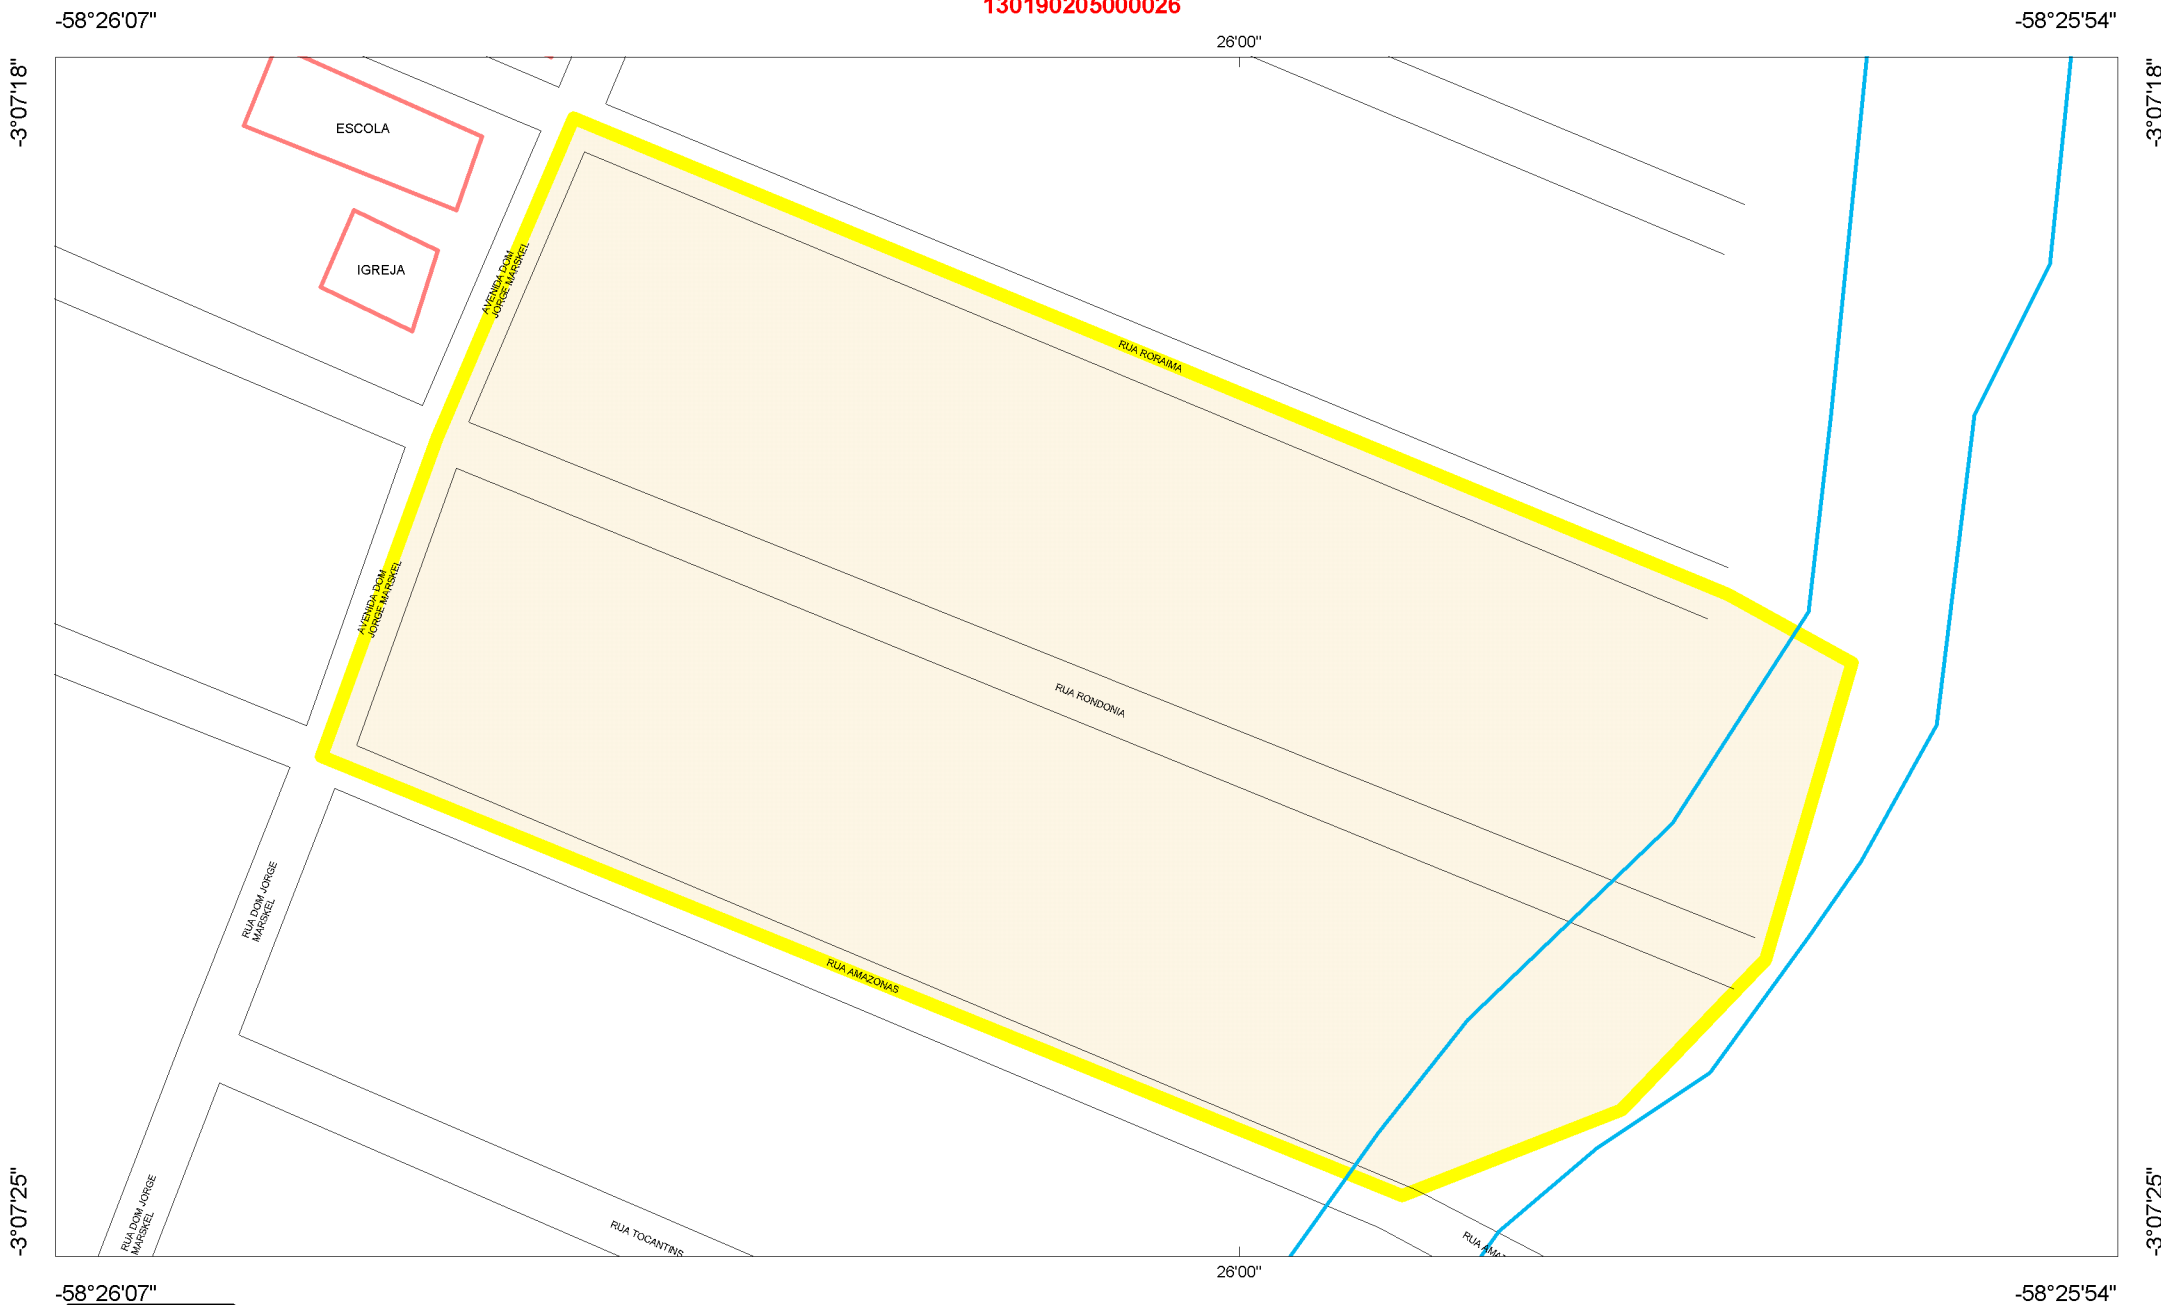 130190205000026
-58°26'07"
-58°25'54"
26'00"
-3°07'18"
-3°07'18"
ESCOLA
IGREJA
AVENIDA DOM
JORGE MARSKEL
RUA RORAIMA
AVENIDA DOM
JORGE MARSKEL
RUA RONDONIA
RUA DOM JORGE
MARSKEL
RUA AMAZONAS
RUA DOM JORGE
MARSKEL
RUA TOCANTINS
RUA AMA
-3°07'25"
-3°07'25"
26'00"
-58°26'07"
-58°25'54"